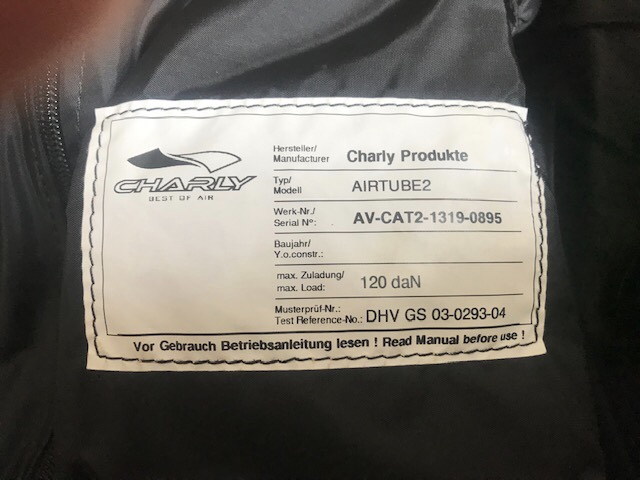 CHARLY
BEST OF AIR
Hersteller/
Manufacturer Charly Produkte
Typ/
Modell AIRTUBE2
Werk-Nr./
Serial N°: AV-CAT2-1319-0895
Baujahr/
Y.o.constr.:
max. Zuladung/
max. Load: 120 daN
Musterprüf-Nr.:
Test Reference-No.: DHV GS 03-0293-04
Vor Gebrauch Betriebsanleitung lesen ! Read Manual before use !